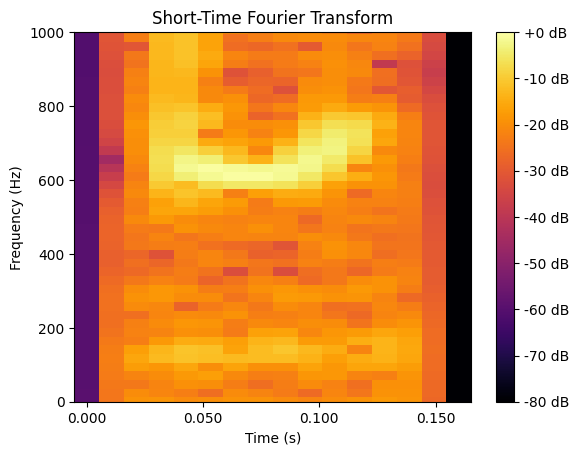 Short-Time Fourier Transform
Frequency (Hz)
1000
800
600
400
200
0
0.000
0.050
0.100
0.150
Time (s)
+0 dB
-10 dB
-20 dB
-30 dB
-40 dB
-50 dB
-60 dB
-70 dB
-80 dB